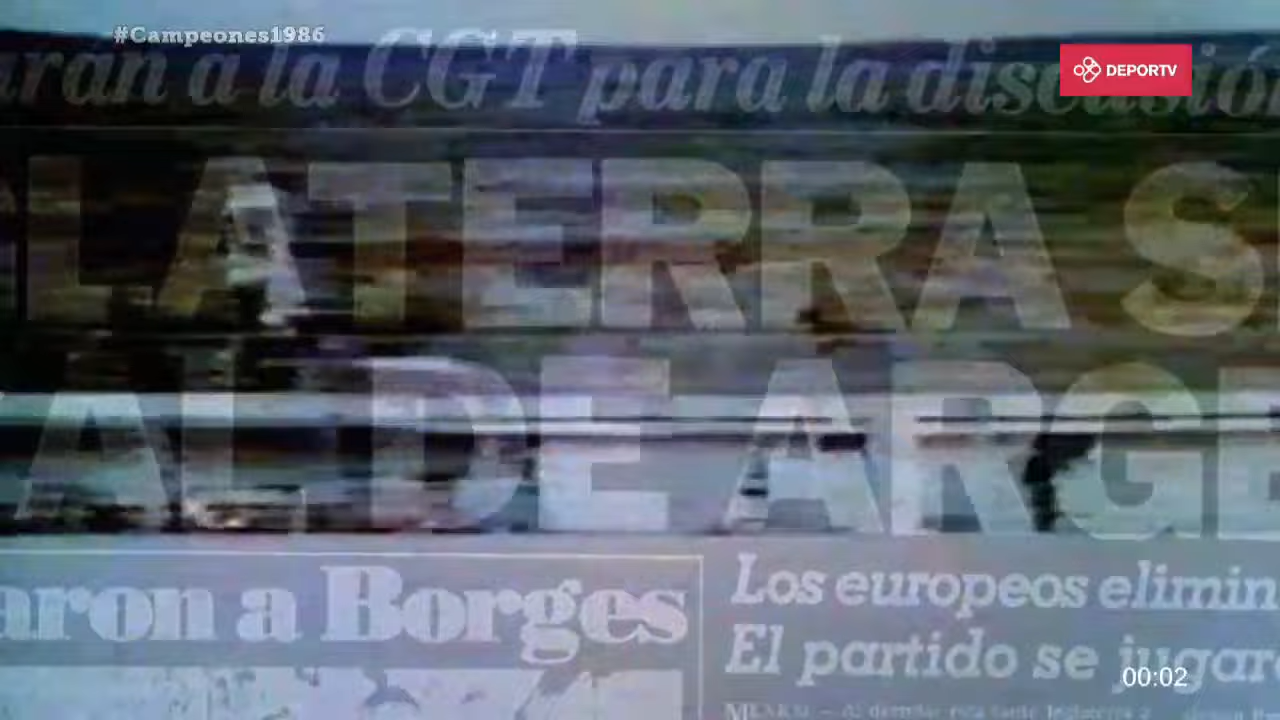 #Campeones1986
DEPORTV
a la CGT para la discusión
LATERRA
AL DE ARGE
aron a Borges
Los europeos elimin
El partido se jugar
00:02